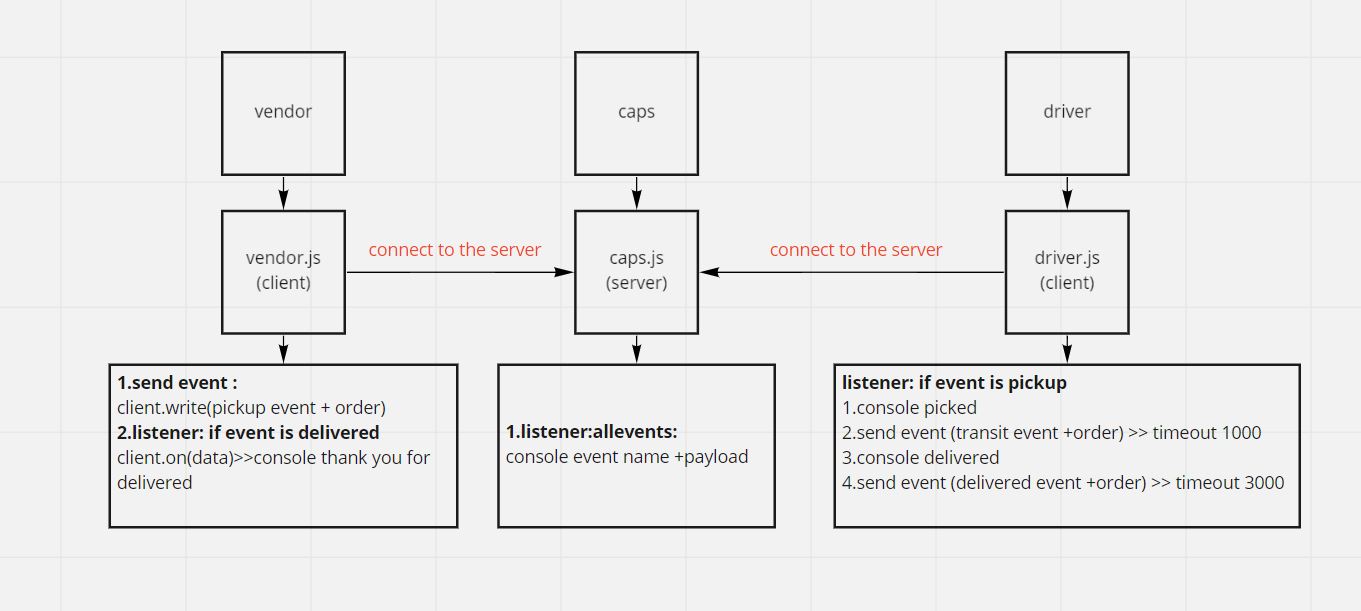 vendor
caps
driver
vendor.js
(client)
connect to the server
caps.js
(server)
connect to the server
driver.js
(client)
1.send event :
client.write(pickup event + order)
2.listener: if event is delivered
client.on(data)>>console thank you for
delivered
1.listener:allevents:
console event name +payload
listener: if event is pickup
1.console picked
2.send event (transit event +order) >> timeout 1000
3.console delivered
4.send event (delivered event +order) >> timeout 3000